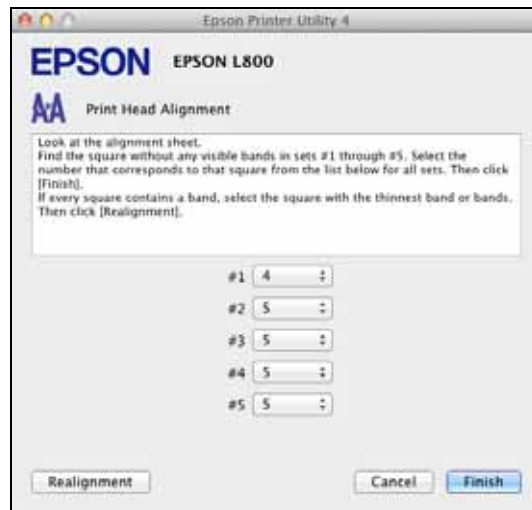 Epson Printer Utility 4
EPSON EPSON L800
Print Head Alignment
Look at the alignment sheet.
Find the square without any visible bands in sets #1 through #5. Select the
number that corresponds to that square from the list below for all sets. Then click
[Finish].
If every square contains a band, select the square with the thinnest band or bands.
Then click [Realignment].
#1 4
#2 5
#3 5
#4 5
#5 5
Realignment Cancel Finish